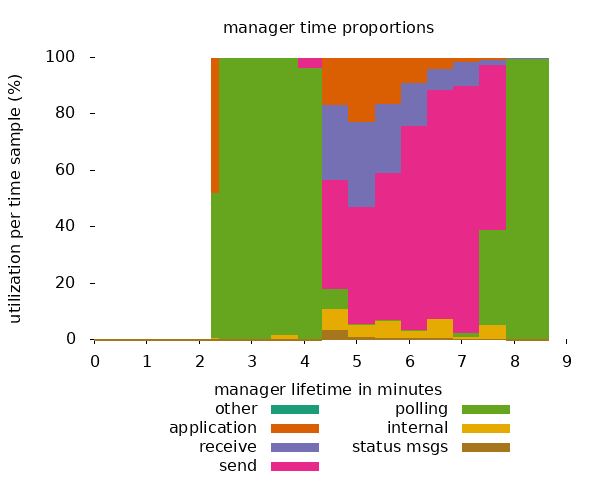 manager time proportions
utilization per time sample (%)
100
80
60
40
20
0
0 1 2 3 4 5 6 7 8 9
manager lifetime in minutes
other polling
application internal
receive status msgs
send